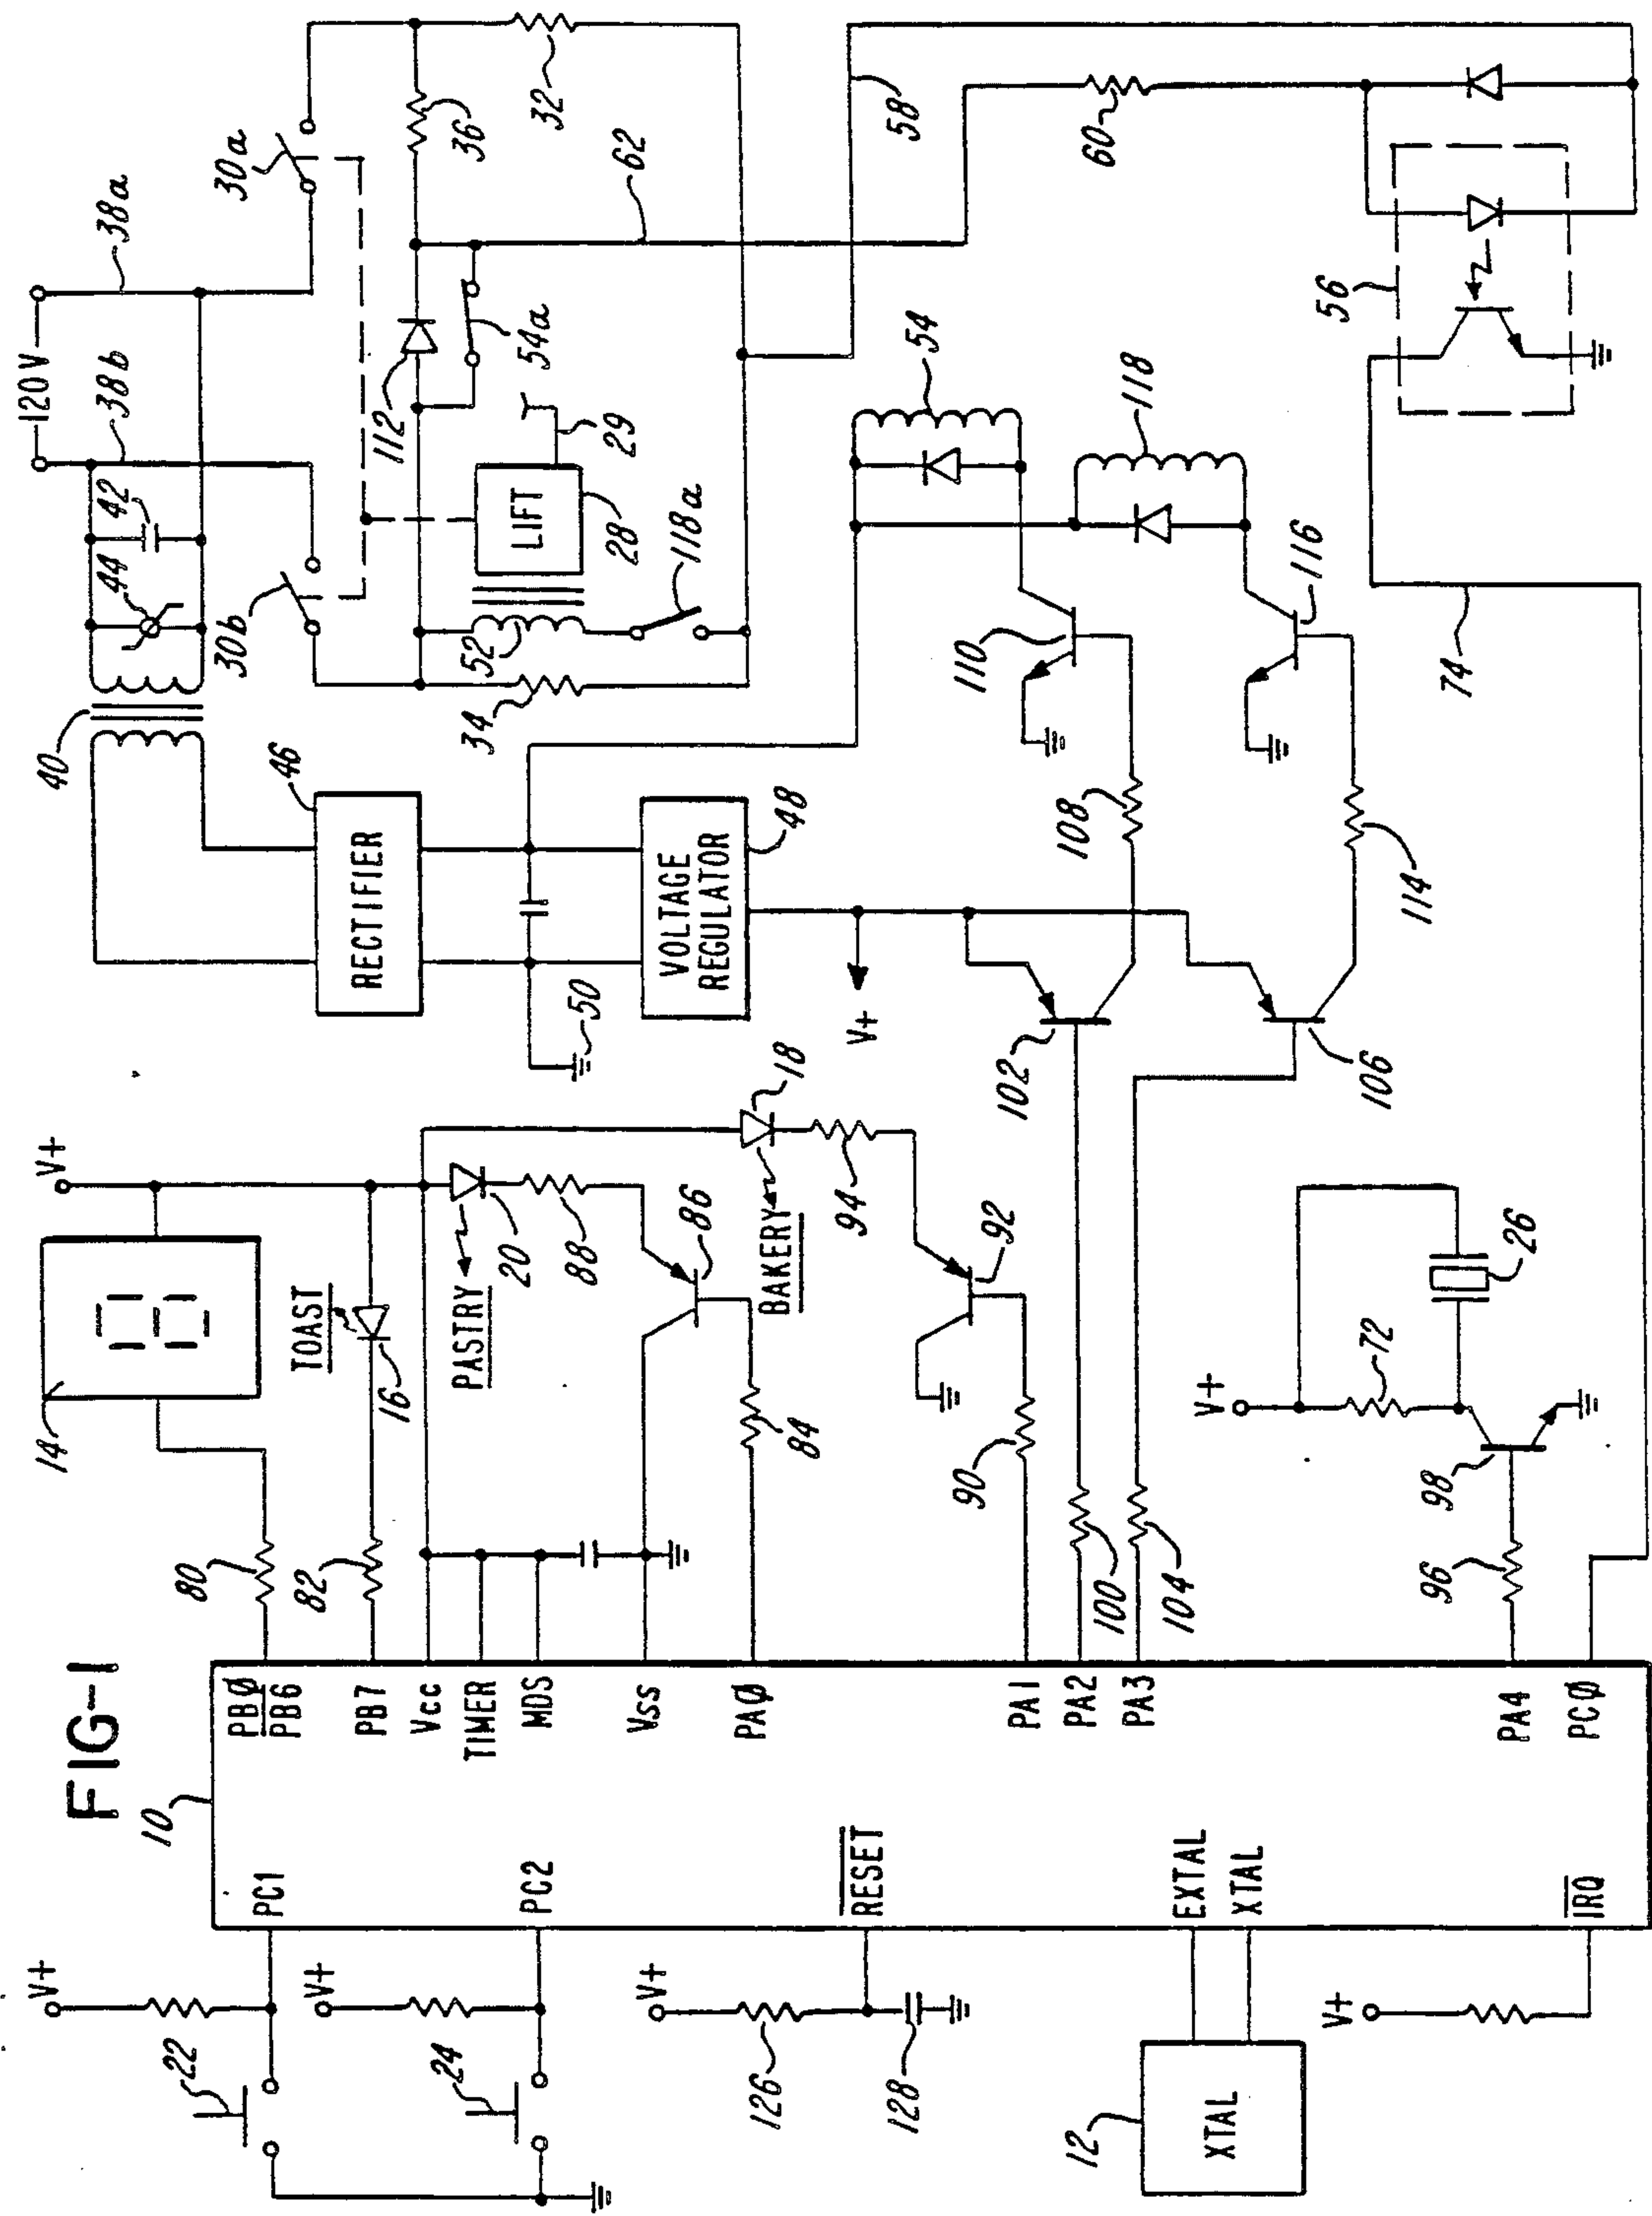 FIG-1
10
PC1
PC2
RESET
EXTAL
XTAL
IRQ
PBØ
PB6
PB7
Vcc
TIMER
MDS
Vss
PAØ
PA1
PA2
PA3
PA4
PCØ
V+
22
V+
24
V+
126
128
12
XTAL
V+
14
V+
80
82
TOAST
16
PASTRY
20
88
86
84
BAKERY
18
94
92
90
100
104
102
106
V+
72
26
98
96
120V
38a
38b
42
44
40
30a
30b
46
RECTIFIER
50
48
VOLTAGE
REGULATOR
V+
34
52
LIFT
28
29
118a
112
54a
36
32
62
58
60
56
54
118
110
116
108
114
74